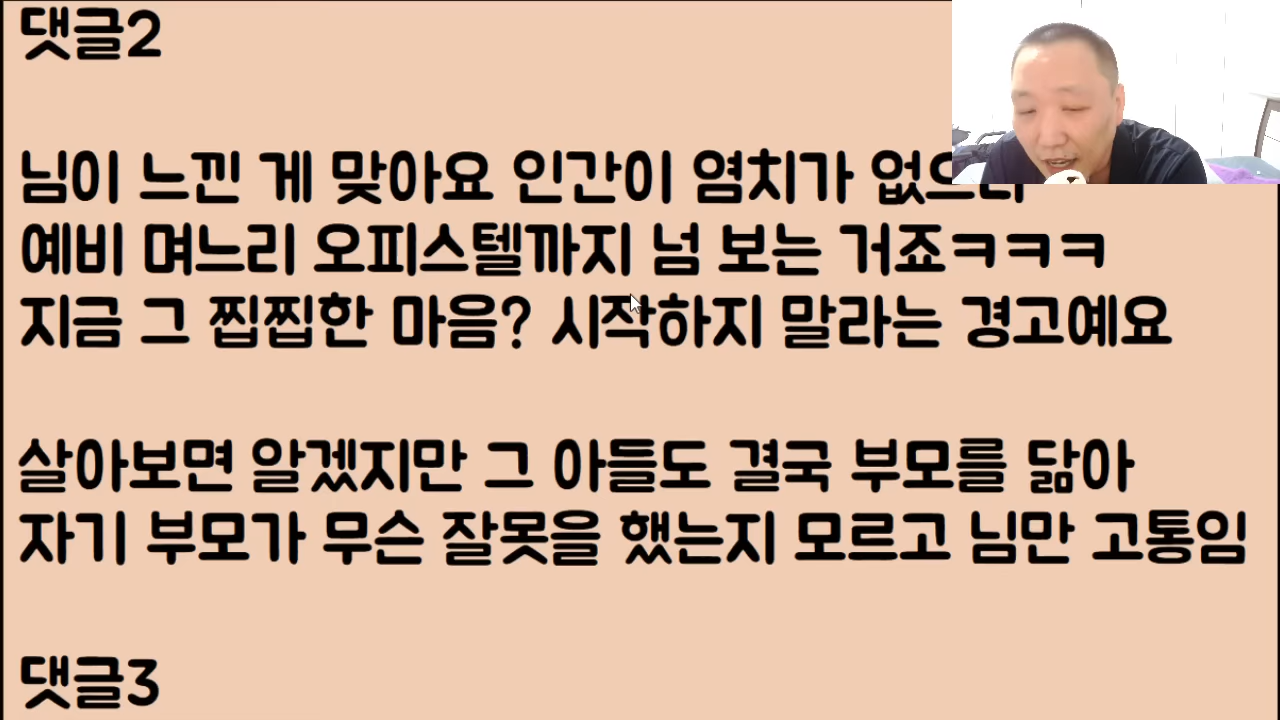 댓글2
님이 느낀 게 맞아요 인간이 염치가
예비 며느리 오피스텔까지 넘 보는 거죠ㅋㅋㅋ
지금 그 찝찝한 마음? 시작하지 말라는 경고예요
살아보면 알겠지만 그 아들도 결국 부모를 닮아
자기 부모가 무슨 잘못을 했는지 모르고 님만 고통임
댓글3